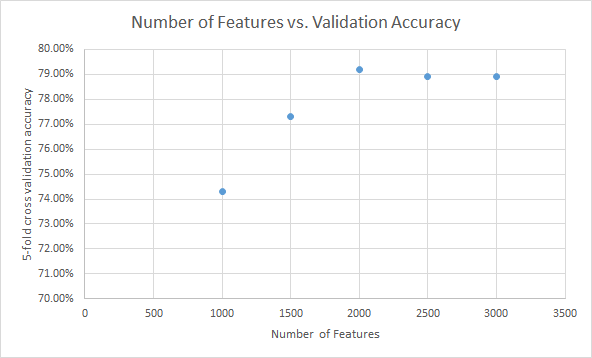 Number of Features vs. Validation Accuracy
80.00%
79.00%
78.00%
77.00%
76.00%
75.00%
74.00%
73.00%
72.00%
71.00%
70.00%
5-fold cross validation accuracy
0 500 1000 1500 2000 2500 3000 3500
Number of Features